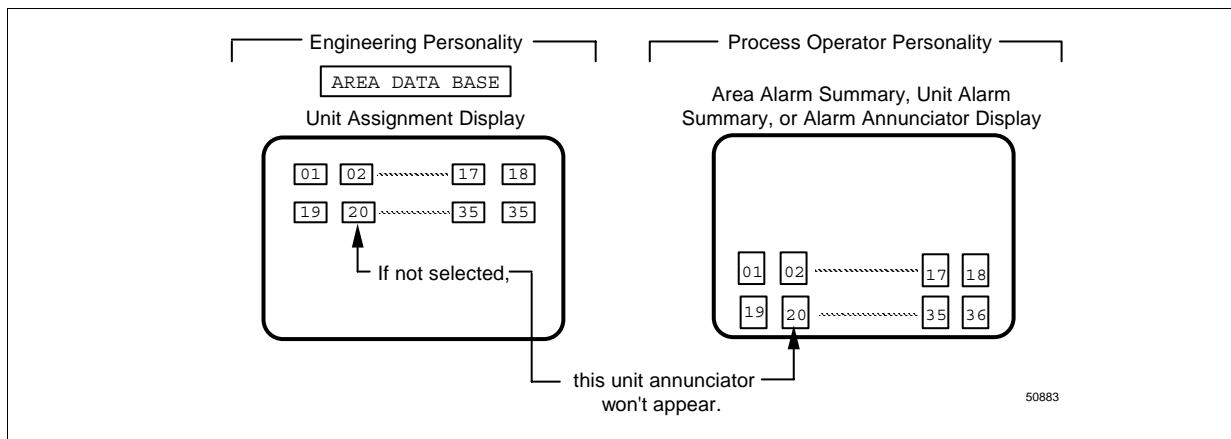 Engineering Personality
AREA DATA BASE
Unit Assignment Display
01 02 17 18
19 20 35 35
If not selected,
Process Operator Personality
Area Alarm Summary, Unit Alarm
Summary, or Alarm Annunciator Display
01 02 17 18
19 20 35 36
this unit annunciator
won't appear.
50883